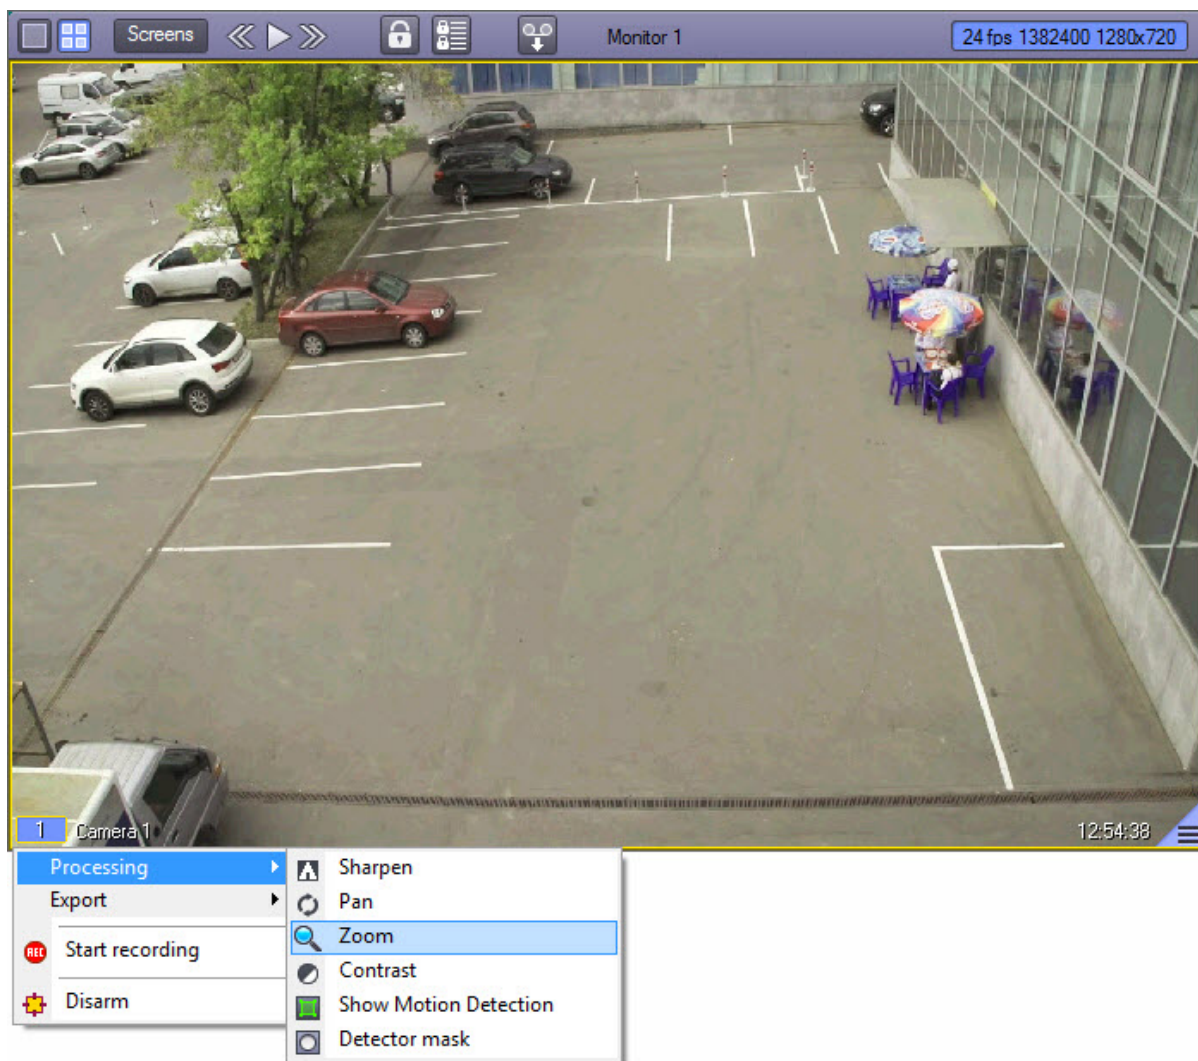 Screens
Monitor 1
24 fps 1382400 1280x720
1 Camera 1
12:54:38
Processing
Export
REC Start recording
Disarm
Sharpen
Pan
Zoom
Contrast
Show Motion Detection
Detector mask